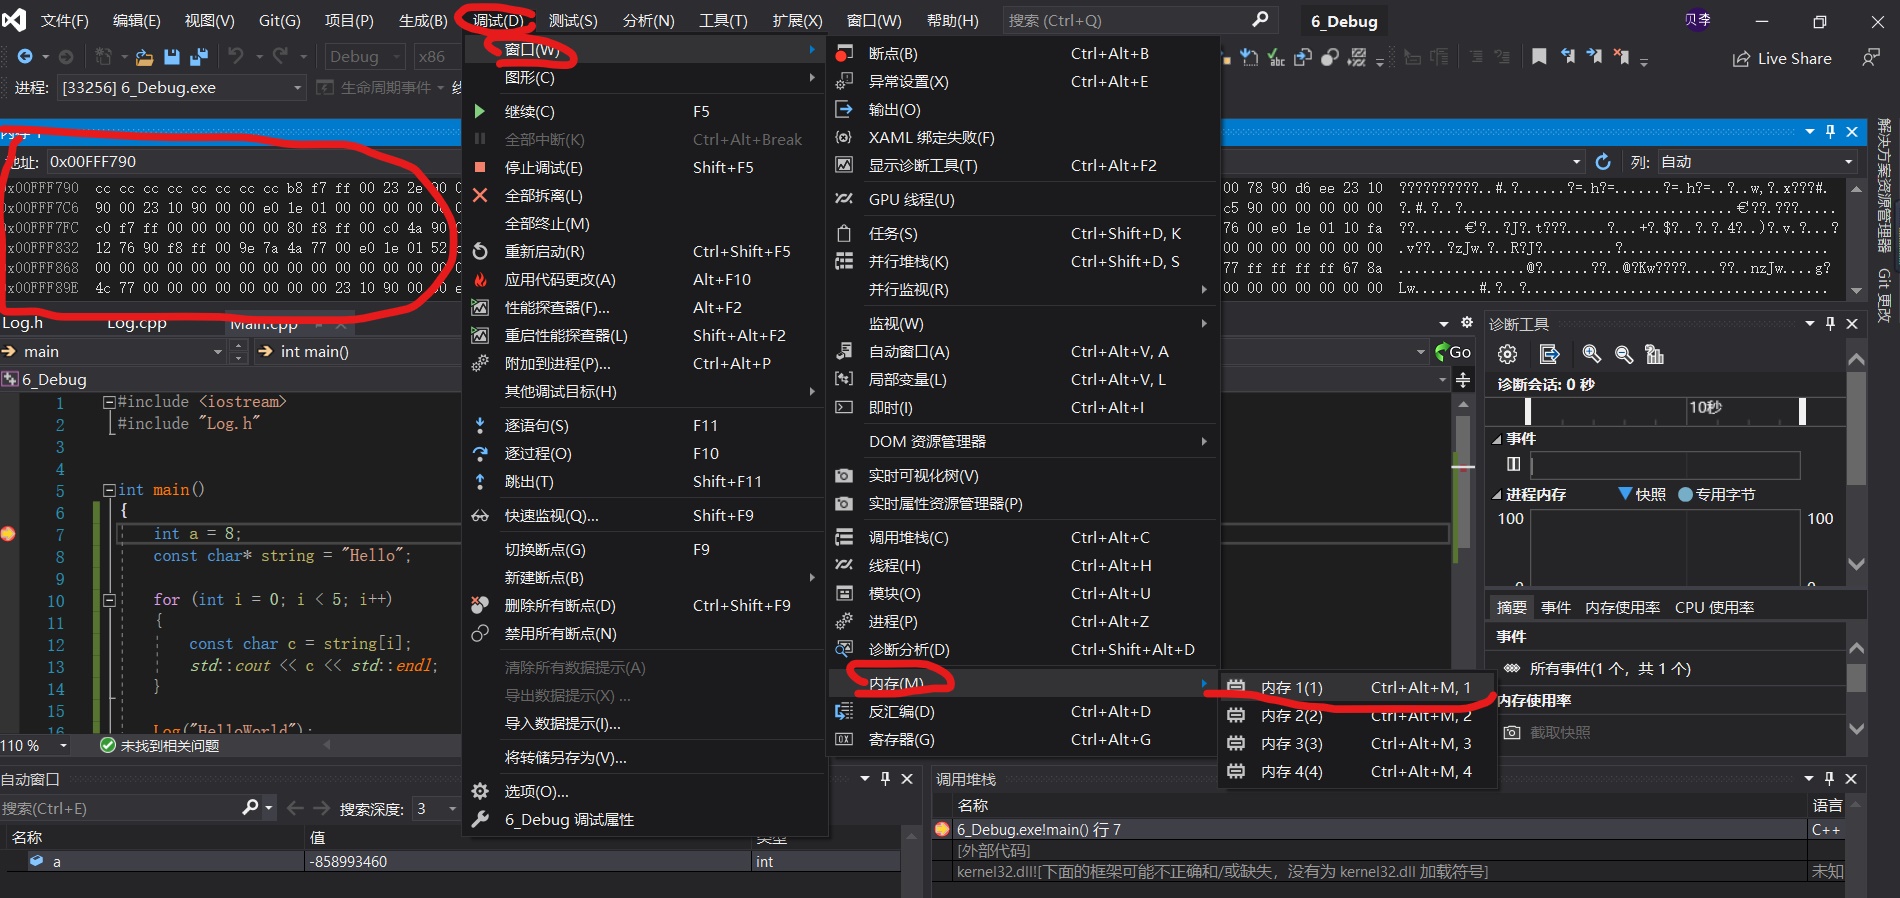 文件(F) 编辑(E) 视图(V) Git(G) 项目(P) 生成(B) 调试(D) 测试(S) 分析(N) 工具(T) 扩展(X) 窗口(W) 帮助(H) 搜索 (Ctrl+Q) 6_Debug 贝李
Debug x86 Live Share
进程: [33256] 6_Debug.exe 生命周期事件
地址: 0x00FFF790 列: 自动
0x00FFF790 cc cc cc cc cc cc cc cc b8 f7 ff 00 23 2e 90
00 78 90 d6 ee 23 10
0x00FFF7C6 90 00 23 10 90 00 00 e0 1e 01 00 00 00 00 00
c5 90 00 00 00 00 00
0x00FFF7FC c0 f7 ff 00 00 00 00 80 f8 ff 00 c0 4a 90
76 00 e0 1e 01 10 fa
0x00FFF832 12 76 90 f8 ff 00 9e 7a 4a 77 00 e0 1e 01 52
00 00 00 00 00 00 00
0x00FFF868 00 00 00 00 00 00 00 00 00 00 00 00 00 00 00
77 ff ff ff ff 67 8a
0x00FFF89E 4c 77 00 00 00 00 00 00 00 23 10 90 00 00
00 00 00 00 00 00 00
Log.h Log.cpp Main.cpp
main int main()
Go
6_Debug
1 #include <iostream>
2 #include "Log.h"
3
4
5 int main()
6 {
7 int a = 8;
8 const char* string = "Hello";
9
10 for (int i = 0; i < 5; i++)
11 {
12 const char c = string[i];
13 std::cout << c << std::endl;
14 }
15
16 Log("HelloWorld");
110 % 未找到相关问题
自动窗口
搜索(Ctrl+E) 搜索深度: 3
名称 值 类型
a -858993460 int
窗口(W)
图形(C)
继续(C) F5
全部中断(K) Ctrl+Alt+Break
停止调试(E) Shift+F5
全部拆离(L)
全部终止(M)
重新启动(R) Ctrl+Shift+F5
应用代码更改(A) Alt+F10
性能探查器(F)... Alt+F2
重启性能探查器(L) Shift+Alt+F2
附加到进程(P)... Ctrl+Alt+P
其他调试目标(H)
逐语句(S) F11
逐过程(O) F10
跳出(T) Shift+F11
快速监视(Q)... Shift+F9
切换断点(G) F9
新建断点(B)
删除所有断点(D) Ctrl+Shift+F9
禁用所有断点(N)
清除所有数据提示(A)
导出数据提示(X) ...
导入数据提示(I)...
将转储另存为(V)...
选项(O)...
6_Debug 调试属性
断点(B) Ctrl+Alt+B
异常设置(X) Ctrl+Alt+E
输出(O)
XAML 绑定失败(F)
显示诊断工具(T) Ctrl+Alt+F2
GPU 线程(U)
任务(S) Ctrl+Shift+D, K
并行堆栈(K) Ctrl+Shift+D, S
并行监视(R)
监视(W)
自动窗口(A) Ctrl+Alt+V, A
局部变量(L) Ctrl+Alt+V, L
即时(I) Ctrl+Alt+I
DOM 资源管理器
实时可视化树(V)
实时属性资源管理器(P)
调用堆栈(C) Ctrl+Alt+C
线程(H) Ctrl+Alt+H
模块(O) Ctrl+Alt+U
进程(P) Ctrl+Alt+Z
诊断分析(D) Ctrl+Shift+Alt+D
内存(M)
反汇编(D) Ctrl+Alt+D
寄存器(G) Ctrl+Alt+G
内存 1(1) Ctrl+Alt+M, 1
内存 2(2) Ctrl+Alt+M, 2
内存 3(3) Ctrl+Alt+M, 3
内存 4(4) Ctrl+Alt+M, 4
调用堆栈
名称 语言
6_Debug.exe!main() 行 7 C++
[外部代码]
kernel32.dll![下面的框架可能不正确和/或缺失，没有为 kernel32.dll 加载符号] 未知
诊断工具
诊断会话: 0 秒
10秒
事件
进程内存 快照 专用字节
100 100
0 0
摘要 事件 内存使用率 CPU 使用率
事件
所有事件(1 个，共 1 个)
内存使用率
截取快照
解决方案资源管理器
Git 更改